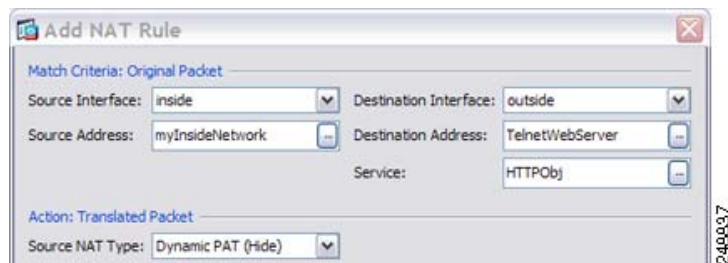 Add NAT Rule
Match Criteria: Original Packet
Source Interface: inside Destination Interface: outside
Source Address: myInsideNetwork ... Destination Address: TelnetWebServer ...
Service: HTTPObj ...
Action: Translated Packet
Source NAT Type: Dynamic PAT (Hide)
248837